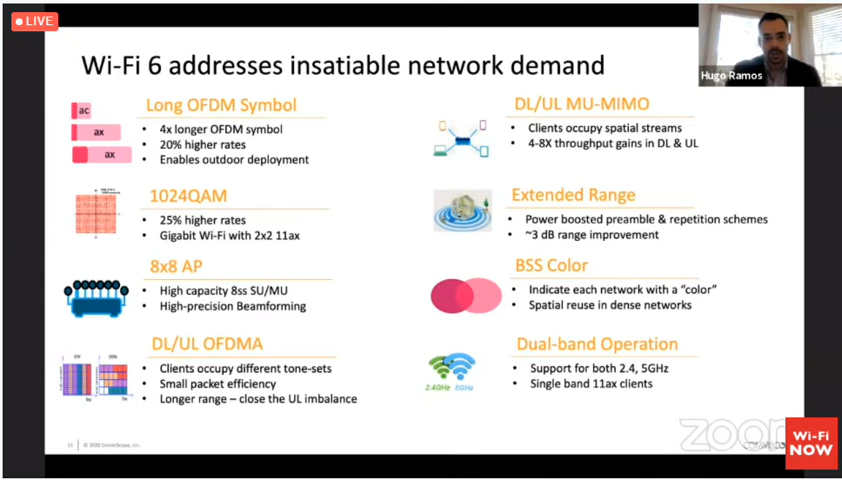 LIVE
Wi-Fi 6 addresses insatiable network demand
Hugo Ramos
ac
ax
ax
Long OFDM Symbol
• 4x longer OFDM symbol
• 20% higher rates
• Enables outdoor deployment
1024QAM
• 25% higher rates
• Gigabit Wi-Fi with 2x2 11ax
8x8 AP
• High capacity 8ss SU/MU
• High-precision Beamforming
DL/UL OFDMA
• Clients occupy different tone-sets
• Small packet efficiency
• Longer range – close the UL imbalance
DL/UL MU-MIMO
• Clients occupy spatial streams
• 4-8X throughput gains in DL & UL
Extended Range
• Power boosted preamble & repetition schemes
• ~3 dB range improvement
BSS Color
• Indicate each network with a "color"
• Spatial reuse in dense networks
Dual-band Operation
• Support for both 2.4, 5GHz
• Single band 11ax clients
2.4GHz 5GHz
© 2020 CommScope, Inc.
zoom
Wi-Fi
NOW